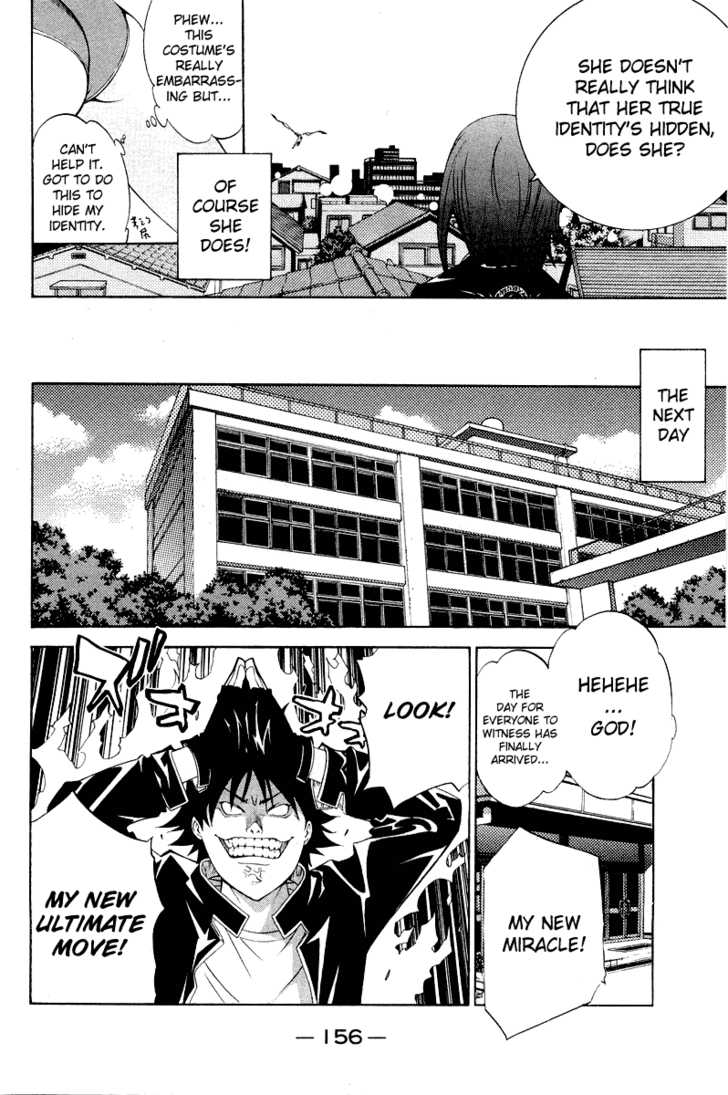 SHE DOESN'T
REALLY THINK
THAT HER TRUE
IDENTITY'S HIDDEN,
DOES SHE?
OF
COURSE
SHE
DOES!
PHEW...
THIS
COSTUME'S
REALLY
EMBARRASS-
ING BUT...
CAN'T
HELP IT.
GOT TO DO
THIS TO
HIDE MY
IDENTITY.
THE
NEXT
DAY
HEHEHE
...
GOD!
THE
DAY FOR
EVERYONE TO
WITNESS HAS
FINALLY
ARRIVED...
MY NEW
MIRACLE!
LOOK!
MY NEW
ULTIMATE
MOVE!
— 156 —